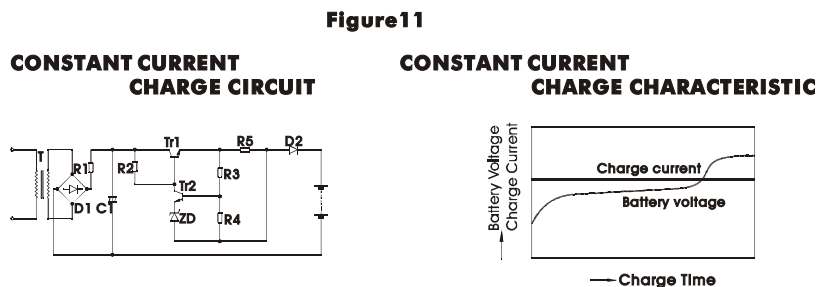 Figure11
CONSTANT CURRENT
CHARGE CIRCUIT
CONSTANT CURRENT
CHARGE CHARACTERISTIC
T
R1
D1 C1
R2
Tr1
R5
D2
R3
Tr2
ZD
R4
Battery Voltage
Charge Current
Charge current
Battery voltage
Charge Time